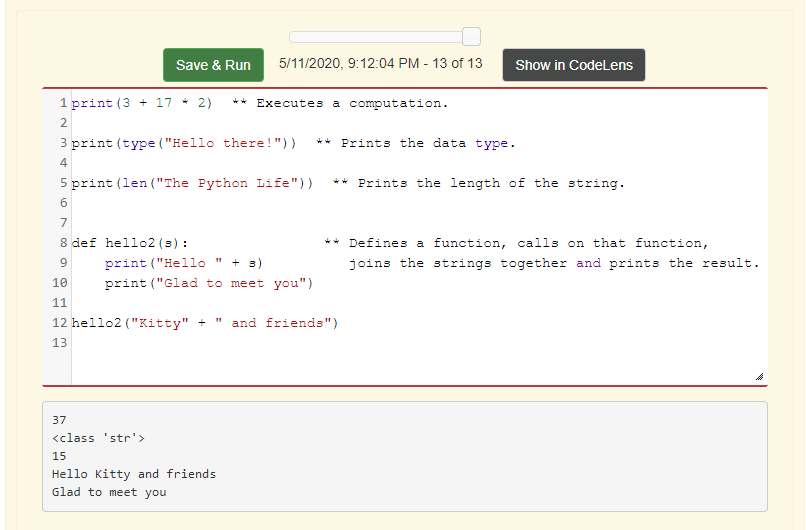 Save & Run 5/11/2020, 9:12:04 PM - 13 of 13 Show in CodeLens
1 print(3 + 17 * 2)  ** Executes a computation.
2
3 print(type("Hello there!"))  ** Prints the data type.
4
5 print(len("The Python Life"))  ** Prints the length of the string.
6
7
8 def hello2(s):                ** Defines a function, calls on that function,
9     print("Hello " + s)          joins the strings together and prints the result.
10     print("Glad to meet you")
11
12 hello2("Kitty" + " and friends")
13
37
<class 'str'>
15
Hello Kitty and friends
Glad to meet you